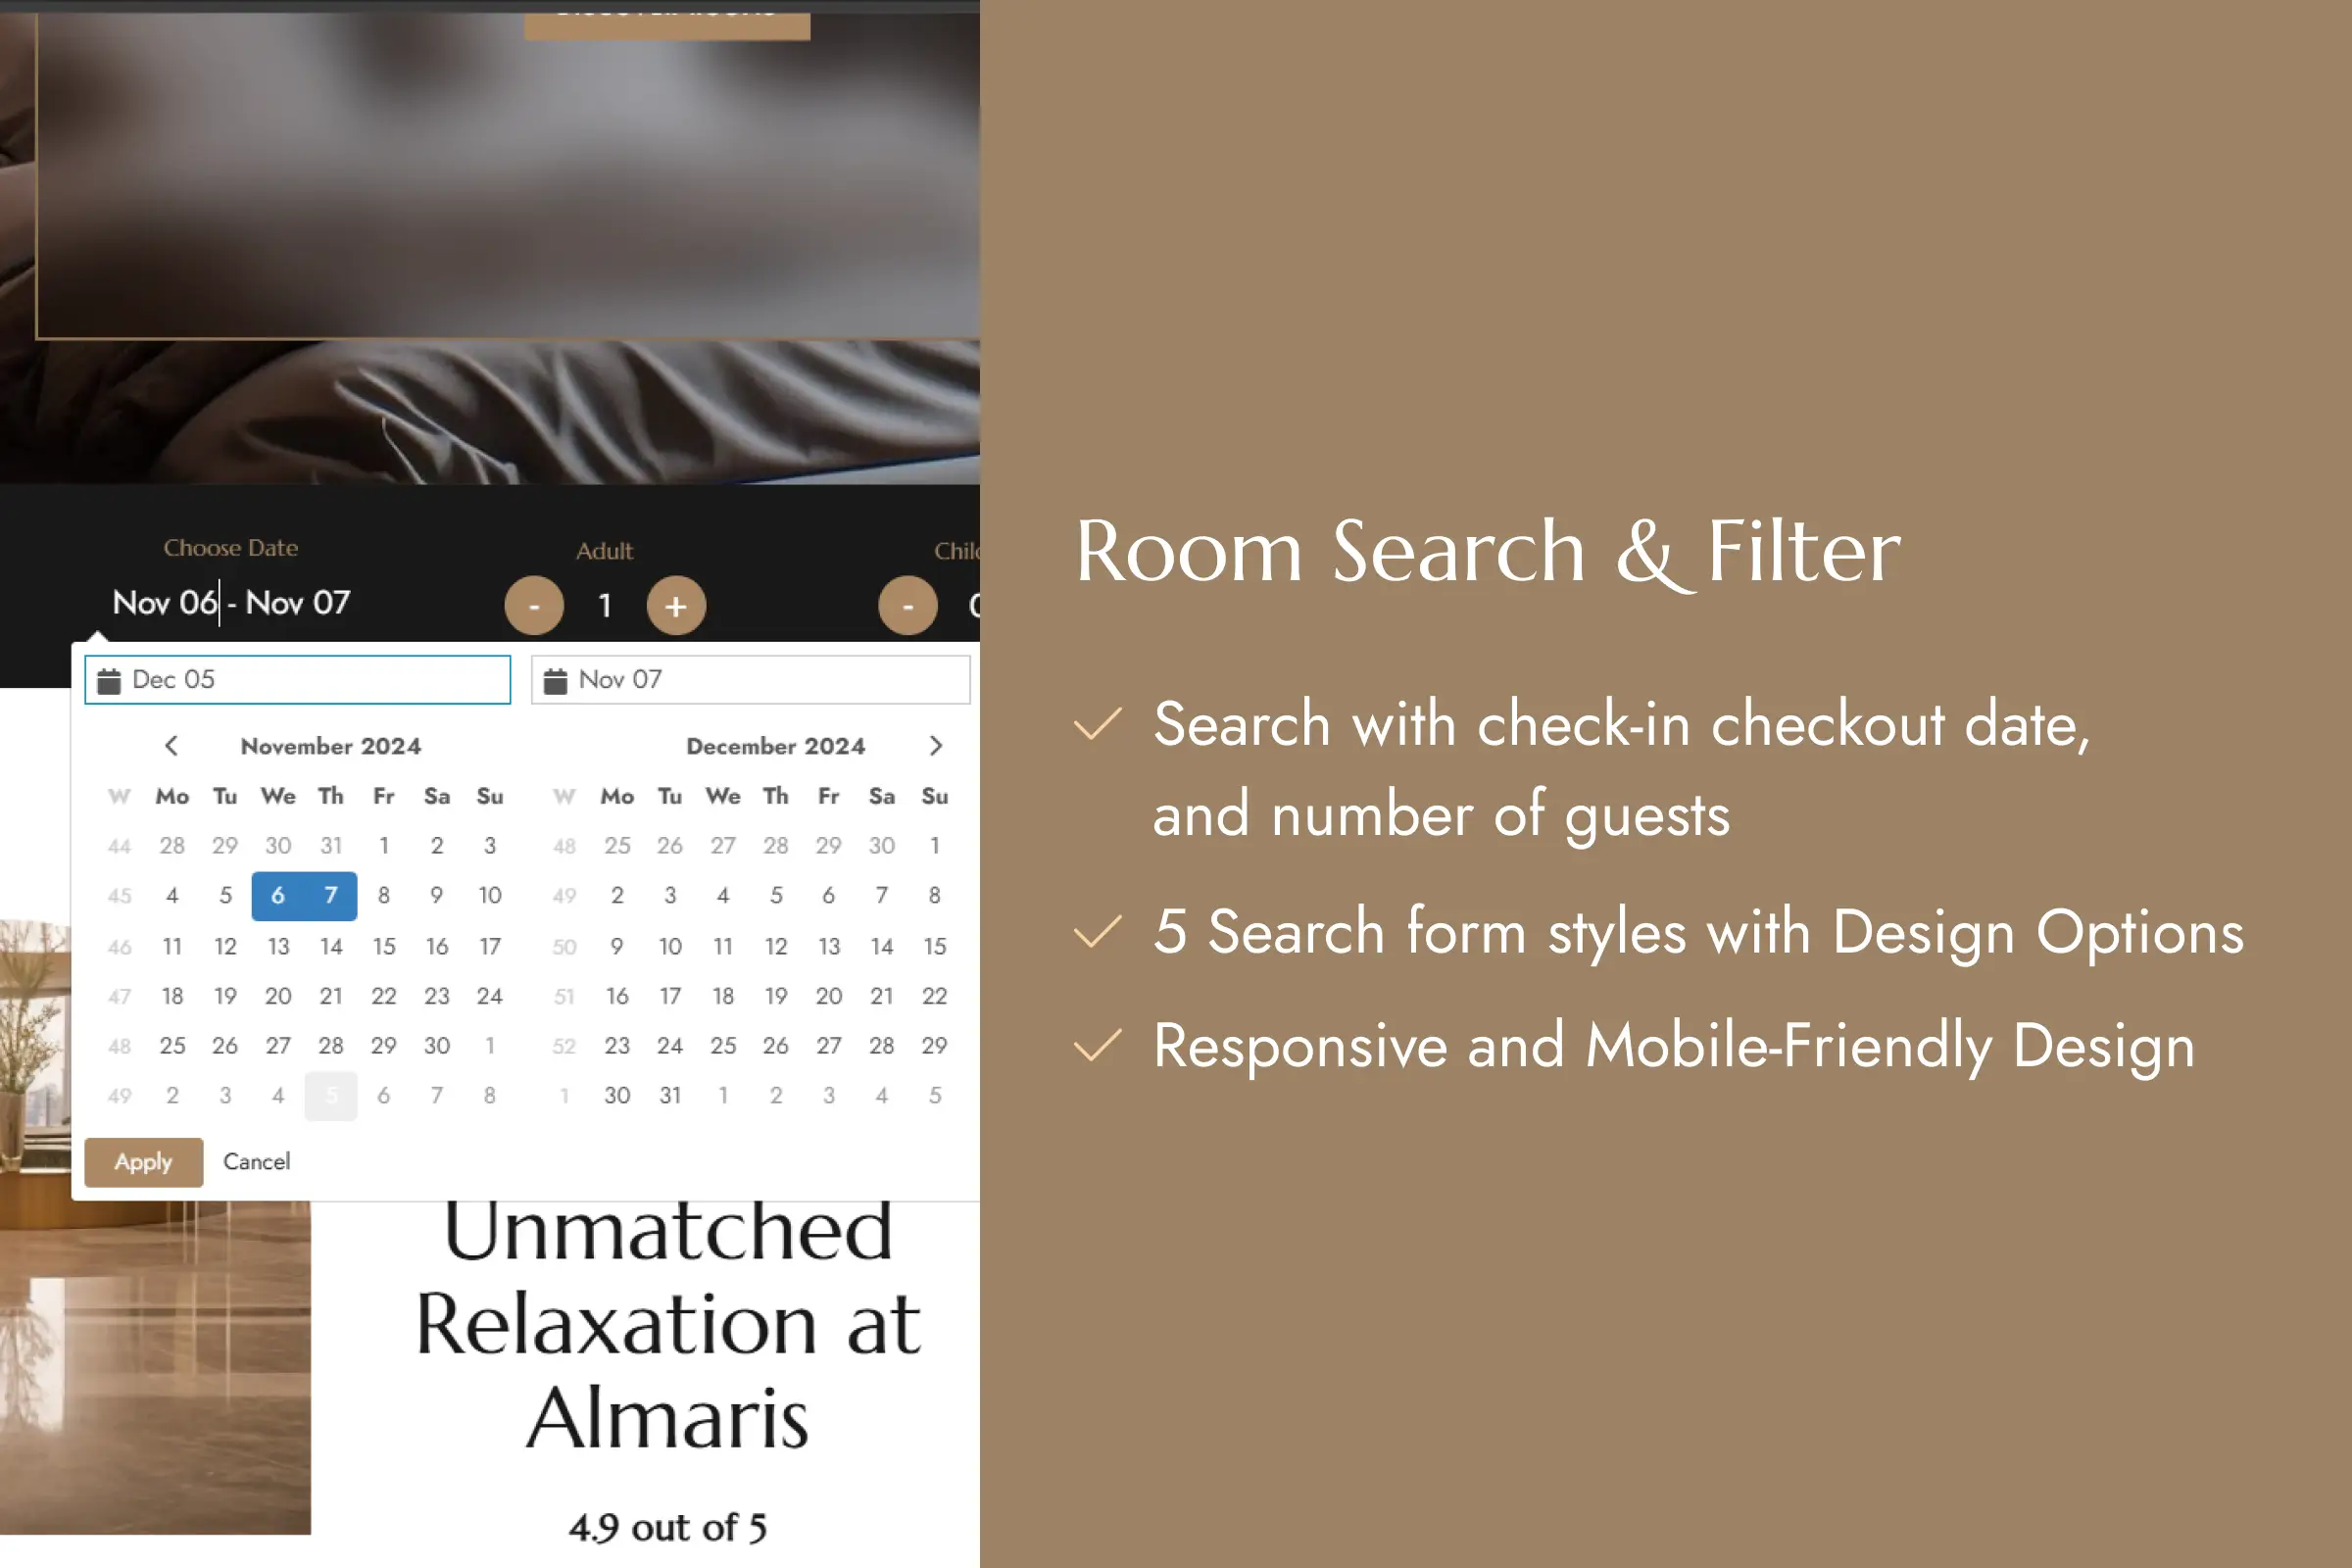 Choose Date
Adult
Nov 06 - Nov 07
- 1 +
-
Dec 05
Nov 07
November 2024
December 2024
W Mo Tu We Th Fr Sa Su
W Mo Tu We Th Fr Sa Su
44 28 29 30 31 1 2 3
48 25 26 27 28 29 30 1
45 4 5 6 7 8 9 10
49 2 3 4 5 6 7 8
46 11 12 13 14 15 16 17
50 9 10 11 12 13 14 15
47 18 19 20 21 22 23 24
51 16 17 18 19 20 21 22
48 25 26 27 28 29 30 1
52 23 24 25 26 27 28 29
49 2 3 4 5 6 7 8
1 30 31 1 2 3 4 5
Apply Cancel
Unmatched
Relaxation at
Almaris
4.9 out of 5
Room Search & Filter
Search with check-in checkout date,
and number of guests
5 Search form styles with Design Options
Responsive and Mobile-Friendly Design